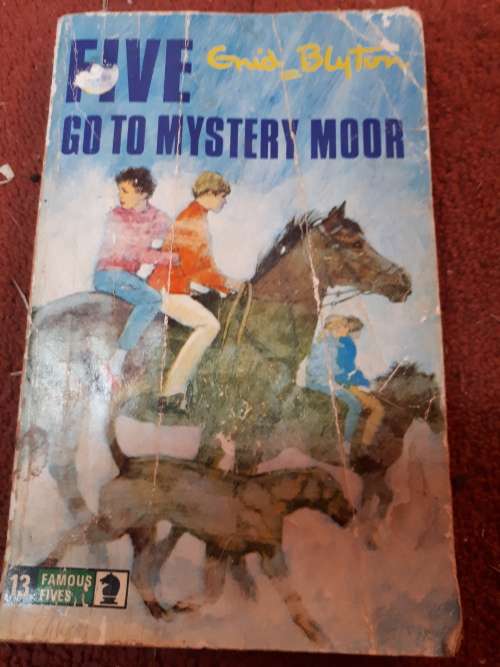 FIVE Enid Blyton
GO TO MYSTERY MOOR
13 FAMOUS
FIVES